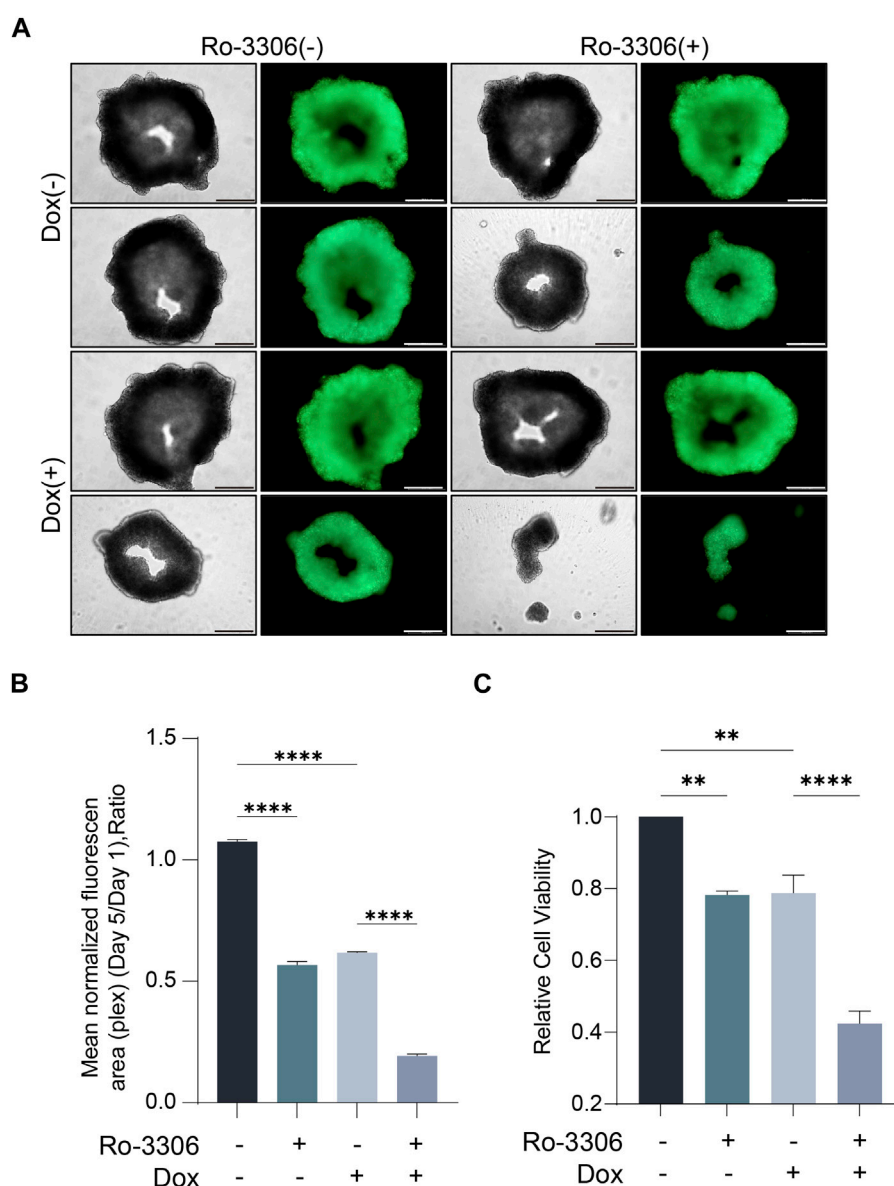 A
Ro-3306(-)
Ro-3306(+)
Dox(-)
Dox(+)
B
Mean normalized fluorescen
area (plex) (Day 5/Day 1),Ratio
1.5
1.0
0.5
0.0
****
****
****
Ro-3306 - + - +
Dox - - + +
C
Relative Cell Viability
1.0
0.8
0.6
0.4
0.2
**
**
****
Ro-3306 - + - +
Dox - - + +